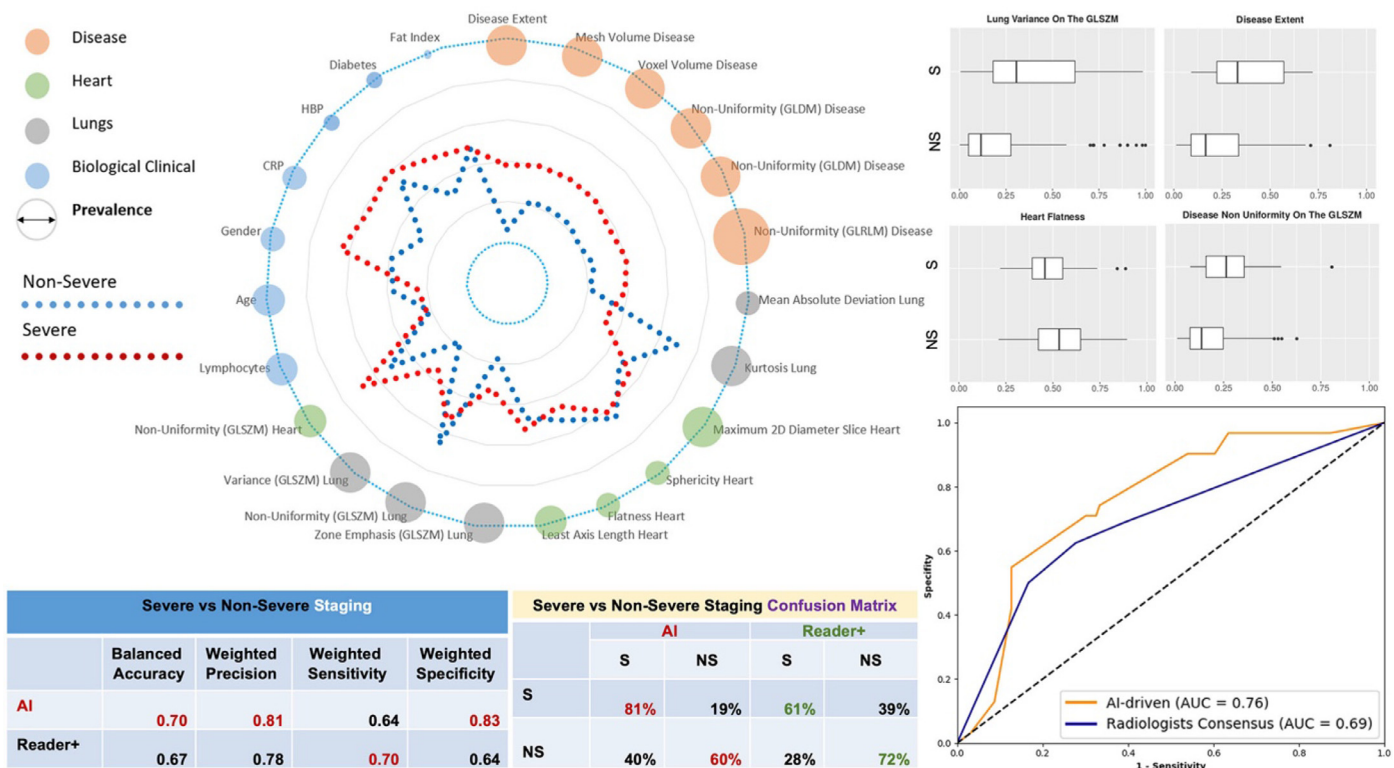 Disease
Heart
Lungs
Biological Clinical
Prevalence
Non-Severe
Severe
Disease Extent
Mesh Volume Disease
Voxel Volume Disease
Non-Uniformity (GLDM) Disease
Non-Uniformity (GLDM) Disease
Non-Uniformity (GLRLM) Disease
Mean Absolute Deviation Lung
Kurtosis Lung
Maximum 2D Diameter Slice Heart
Sphericity Heart
Flatness Heart
Least Axis Length Heart
Zone Emphasis (GLSZM) Lung
Non-Uniformity (GLSZM) Lung
Variance (GLSZM) Lung
Non-Uniformity (GLSZM) Heart
Lymphocytes
Age
Gender
CRP
HBP
Diabetes
Fat Index
Lung Variance On The GLSZM
S
NS
0.00 0.25 0.50 0.75 1.00
Disease Extent
0.00 0.25 0.50 0.75 1.00
Heart Flatness
S
NS
0.00 0.25 0.50 0.75 1.00
Disease Non Uniformity On The GLSZM
0.00 0.25 0.50 0.75 1.00
Severe vs Non-Severe Staging
Balanced Accuracy Weighted Precision Weighted Sensitivity Weighted Specificity
AI 0.70 0.81 0.64 0.83
Reader+ 0.67 0.78 0.70 0.64
Severe vs Non-Severe Staging Confusion Matrix
AI Reader+
S NS S NS
S 81% 19% 61% 39%
NS 40% 60% 28% 72%
Specifity
1.0
0.8
0.6
0.4
0.2
0.0
0.0 0.2 0.4 0.6 0.8 1.0
1 - Sensitivity
AI-driven (AUC = 0.76)
Radiologists Consensus (AUC = 0.69)